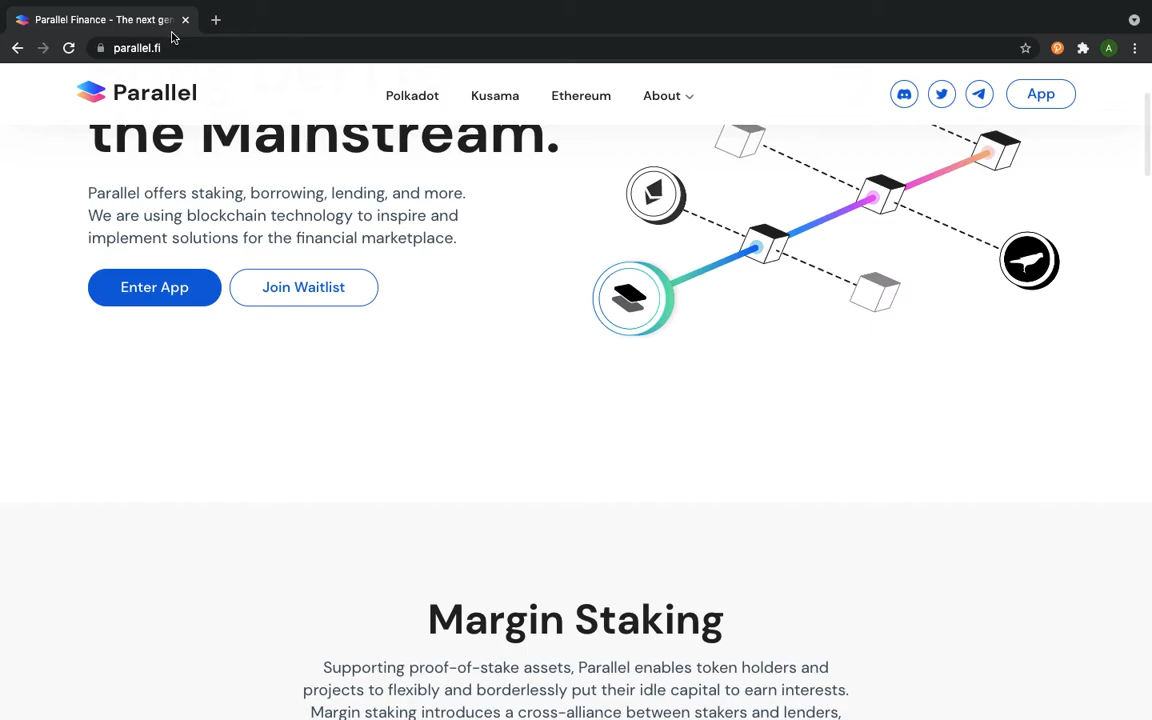 Parallel Finance - The next gen
parallel.fi
A
Parallel
Polkadot
Kusama
Ethereum
About
App
the Mainstream.
Parallel offers staking, borrowing, lending, and more.
We are using blockchain technology to inspire and
implement solutions for the financial marketplace.
Enter App
Join Waitlist
Margin Staking
Supporting proof-of-stake assets, Parallel enables token holders and
projects to flexibly and borderlessly put their idle capital to earn interests.
Margin staking introduces a cross-alliance between stakers and lenders,